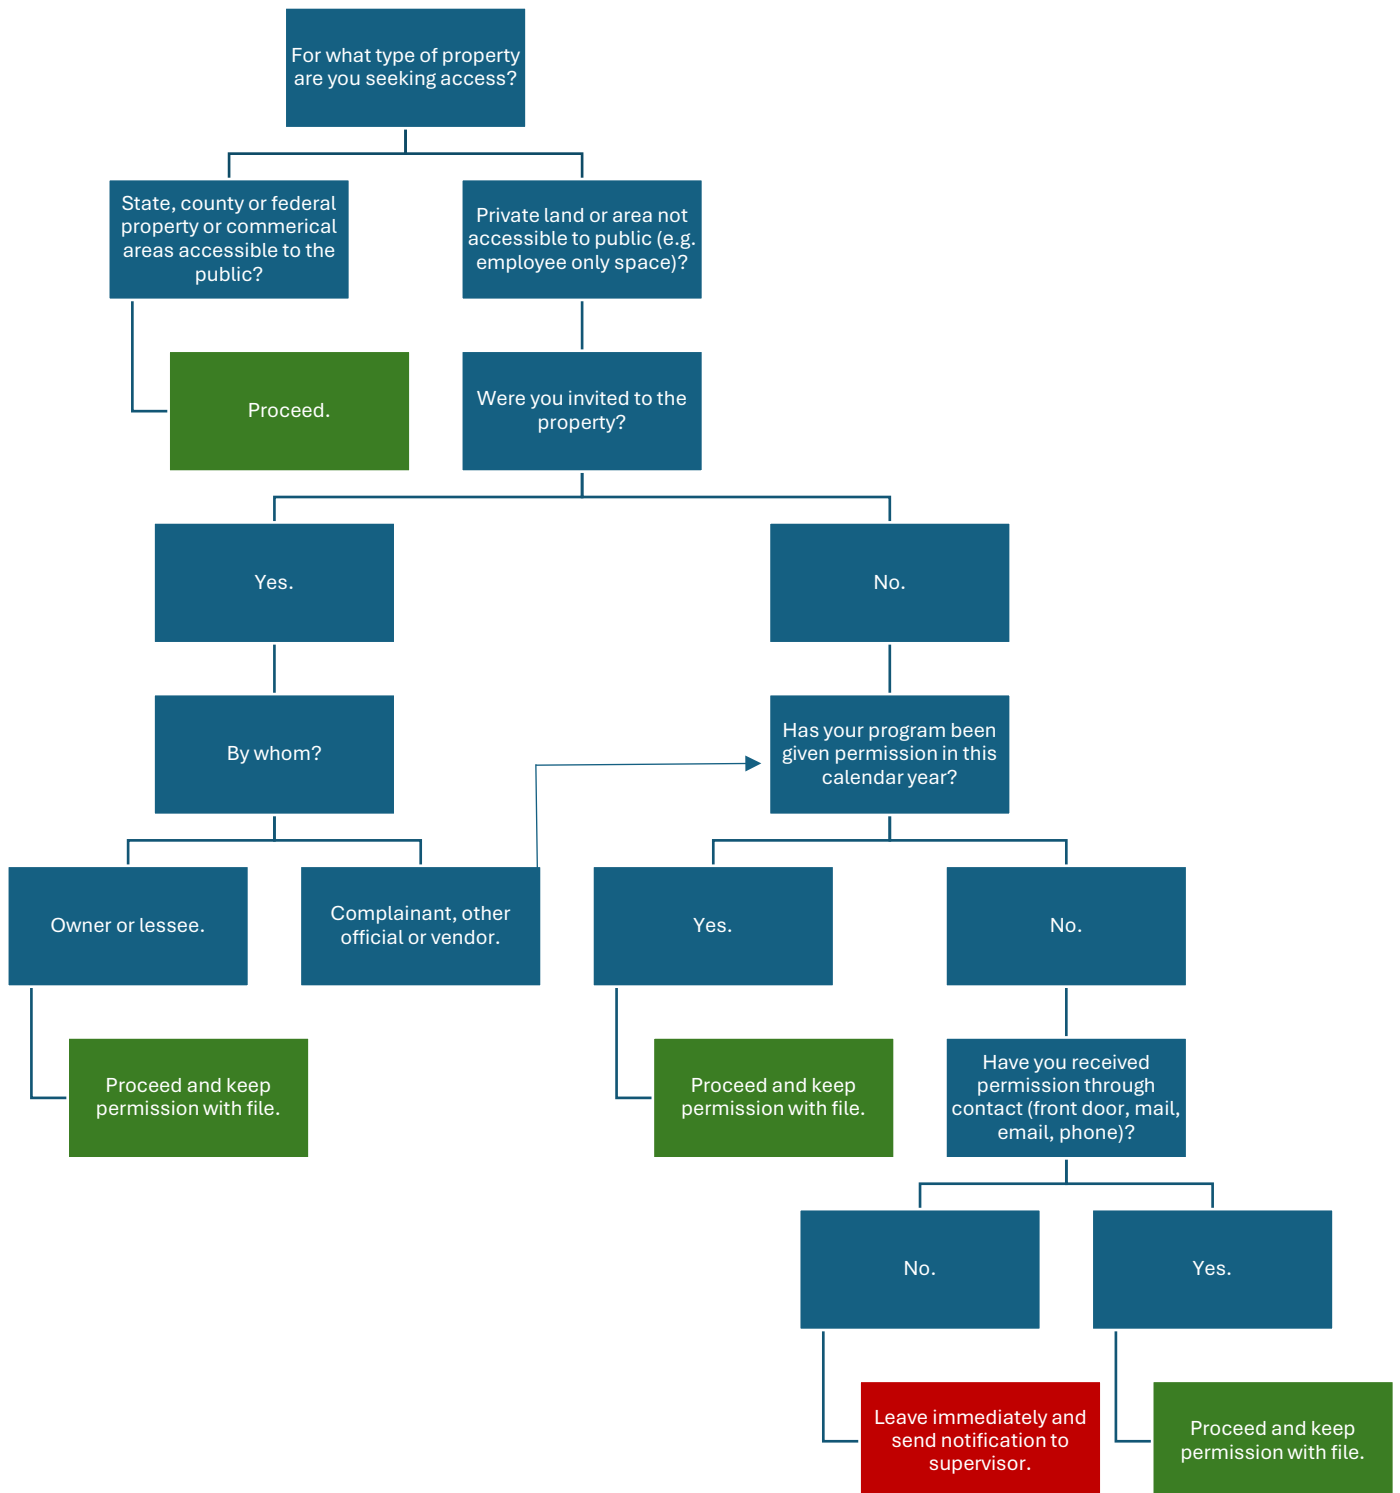 For what type of property
are you seeking access?
State, county or federal
property or commerical
areas accessible to the
public?
Private land or area not
accessible to public (e.g.
employee only space)?
Proceed.
Were you invited to the
property?
Yes.
No.
By whom?
Has your program been
given permission in this
calendar year?
Owner or lessee.
Complainant, other
official or vendor.
Yes.
No.
Proceed and keep
permission with file.
Proceed and keep
permission with file.
Have you received
permission through
contact (front door, mail,
email, phone)?
No.
Yes.
Leave immediately and
send notification to
supervisor.
Proceed and keep
permission with file.